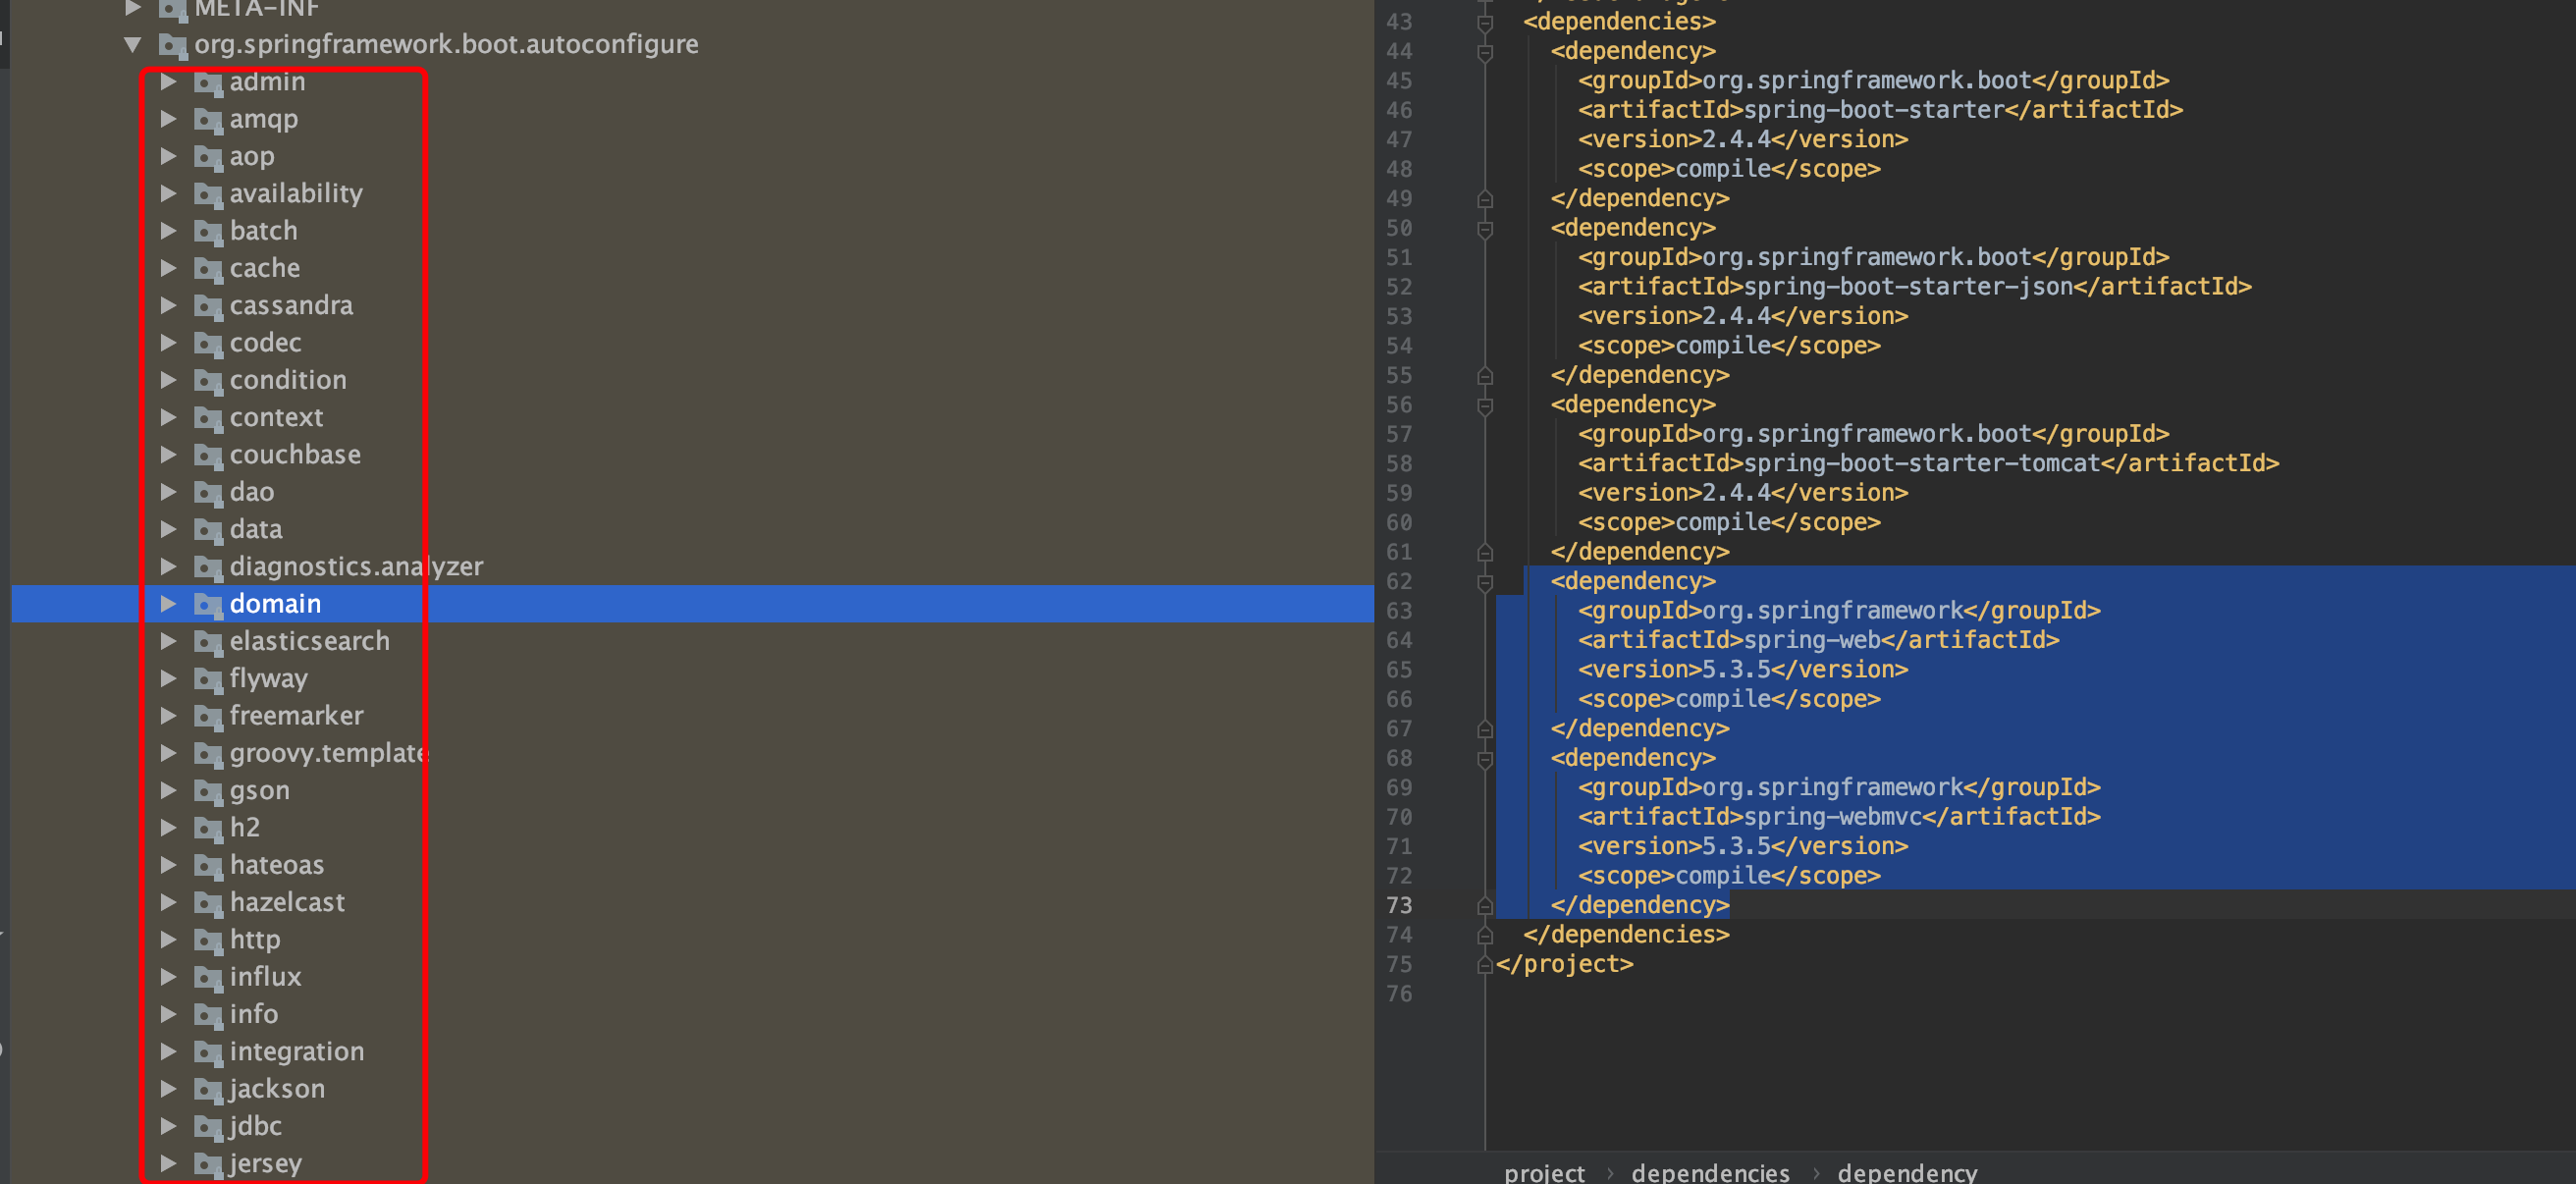 META-INF
org.springframework.boot.autoconfigure
admin
amqp
aop
availability
batch
cache
cassandra
codec
condition
context
couchbase
dao
data
diagnostics.analyzer
domain
elasticsearch
flyway
freemarker
groovy.template
gson
h2
hateoas
hazelcast
http
influx
info
integration
jackson
jdbc
jersey
43 <dependencies>
44 <dependency>
45 <groupId>org.springframework.boot</groupId>
46 <artifactId>spring-boot-starter</artifactId>
47 <version>2.4.4</version>
48 <scope>compile</scope>
49 </dependency>
50 <dependency>
51 <groupId>org.springframework.boot</groupId>
52 <artifactId>spring-boot-starter-json</artifactId>
53 <version>2.4.4</version>
54 <scope>compile</scope>
55 </dependency>
56 <dependency>
57 <groupId>org.springframework.boot</groupId>
58 <artifactId>spring-boot-starter-tomcat</artifactId>
59 <version>2.4.4</version>
60 <scope>compile</scope>
61 </dependency>
62 <dependency>
63 <groupId>org.springframework</groupId>
64 <artifactId>spring-web</artifactId>
65 <version>5.3.5</version>
66 <scope>compile</scope>
67 </dependency>
68 <dependency>
69 <groupId>org.springframework</groupId>
70 <artifactId>spring-webmvc</artifactId>
71 <version>5.3.5</version>
72 <scope>compile</scope>
73 </dependency>
74 </dependencies>
75 </project>
76
project › dependencies › dependency